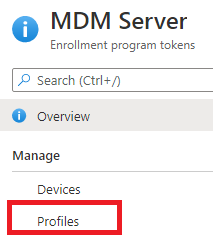 MDM Server
Enrollment program tokens
Search (Ctrl+/)
Overview
Manage
Devices
Profiles